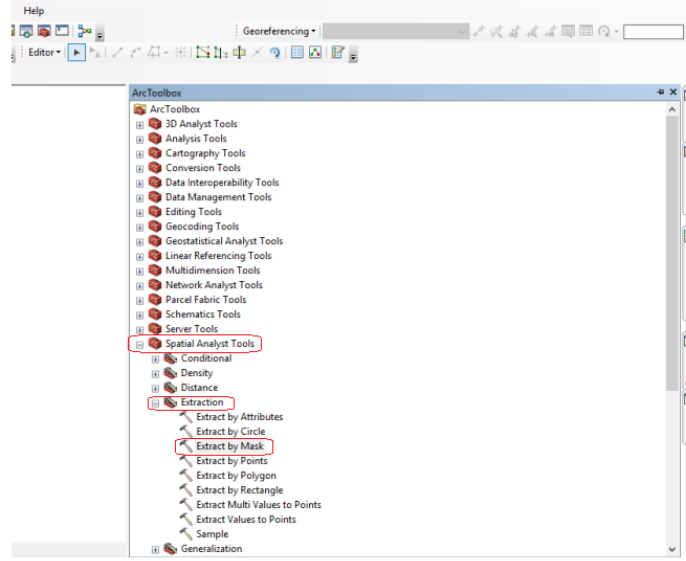 Help
Georeferencing
Editor
ArcToolbox
ArcToolbox
3D Analyst Tools
Analysis Tools
Cartography Tools
Conversion Tools
Data Interoperability Tools
Data Management Tools
Editing Tools
Geocoding Tools
Geostatistical Analyst Tools
Linear Referencing Tools
Multidimension Tools
Network Analyst Tools
Parcel Fabric Tools
Schematics Tools
Server Tools
Spatial Analyst Tools
Conditional
Density
Distance
Extraction
Extract by Attributes
Extract by Circle
Extract by Mask
Extract by Points
Extract by Polygon
Extract by Rectangle
Extract Multi Values to Points
Extract Values to Points
Sample
Generalization